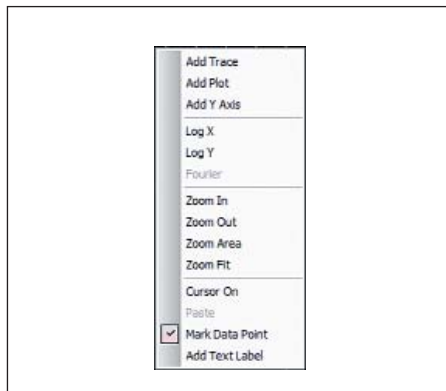 Add Trace
Add Plot
Add Y Axis
Log X
Log Y
Fourier
Zoom In
Zoom Out
Zoom Area
Zoom Fit
Cursor On
Paste
Mark Data Point
Add Text Label